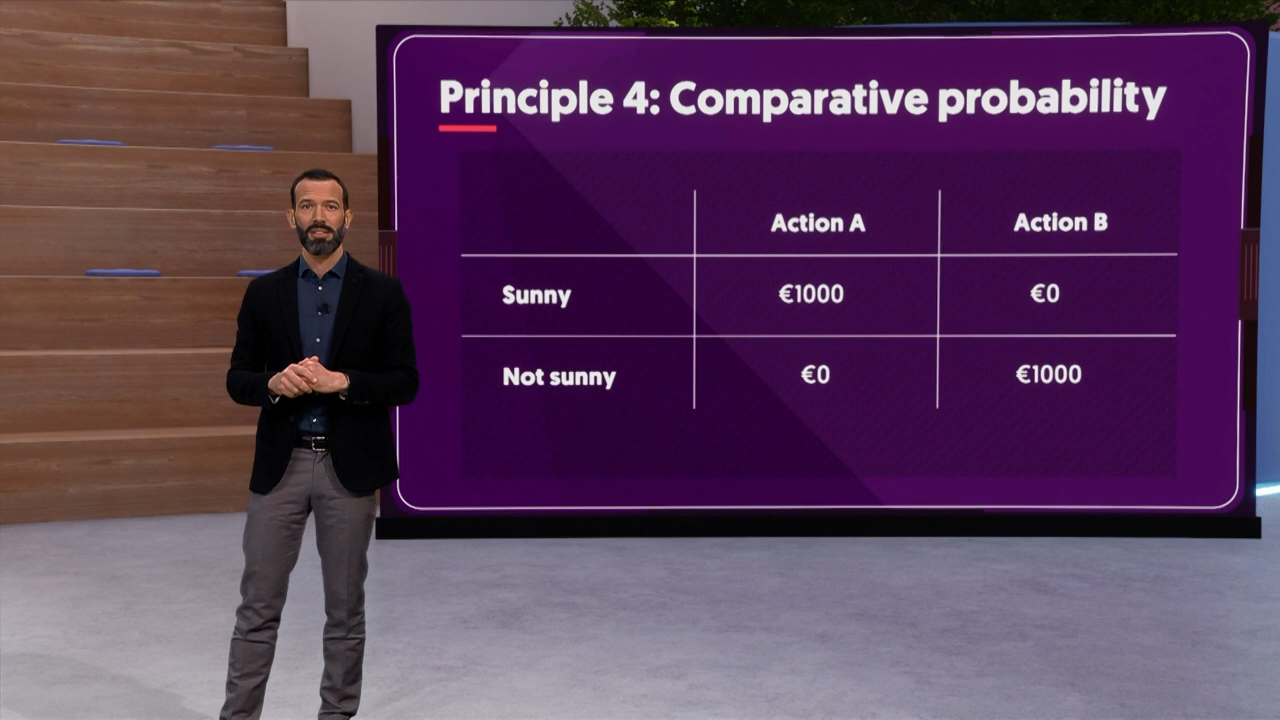 Principle 4: Comparative probability
Action A Action B
Sunny €1000 €0
Not sunny €0 €1000